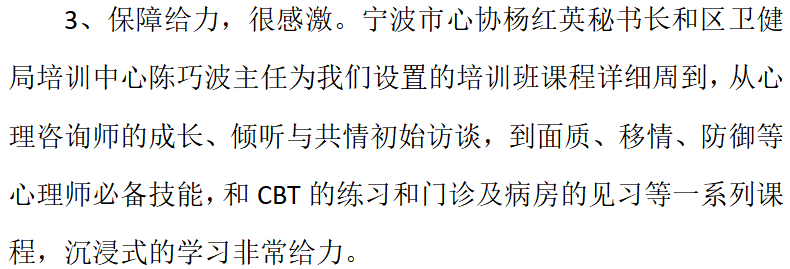 3、保障给力，很感激。宁波市心协杨红英秘书长和区卫健
局培训中心陈巧波主任为我们设置的培训班课程详细周到，从心
理咨询师的成长、倾听与共情初始访谈，到面质、移情、防御等
心理师必备技能，和 CBT 的练习和门诊及病房的见习等一系列课
程，沉浸式的学习非常给力。